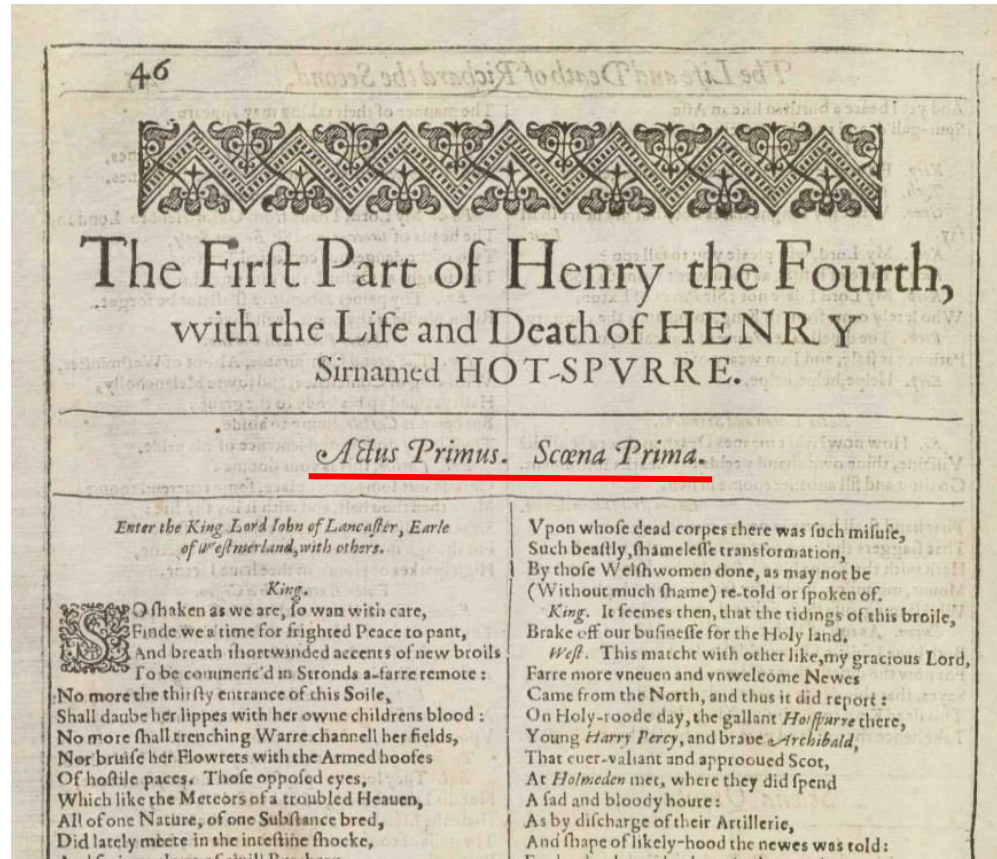 46
The Firſt Part of Henry the Fourth,
with the Life and Death of HENRY
Sirnamed HOT-SPVRRE.
Actus Primus. Scœna Prima.
Enter the King, Lord Iohn of Lancaſter, Earle
of Weſtmerland, with others.
King.
SO ſhaken as we are, ſo wan with care,
Finde we a time for frighted Peace to pant,
And breath ſhortwinded accents of new broils
To be commenc'd in Stronds a-farre remote:
No more the thirſty entrance of this Soile,
Shall daube her lippes with her owne childrens blood:
No more ſhall trenching Warre channell her fields,
Nor bruiſe her Flowrets with the Armed hoofes
Of hoſtile paces. Thoſe oppoſed eyes,
Which like the Meteors of a troubled Heauen,
All of one Nature, of one Subſtance bred,
Did lately meete in the inteſtine ſhocke,
Vpon whoſe dead corpes there was ſuch miſuſe,
Such beaſtly, ſhameleſſe transformation,
By thoſe Welſhwomen done, as may not be
(Without much ſhame) re-told or ſpoken of.
King. It ſeemes then, that the tidings of this broile,
Brake off our buſineſſe for the Holy land.
Weſt. This matcht with other like, my gracious Lord,
Farre more vneuen and vnwelcome Newes
Came from the North, and thus it did report:
On Holy-roode day, the gallant Hotſpurre there,
Young Harry Percy, and braue Archibald,
That euer-valiant and approoued Scot,
At Holmeden met, where they did ſpend
A ſad and bloody houre:
As by diſcharge of their Artillerie,
And ſhape of likely-hood the newes was told: